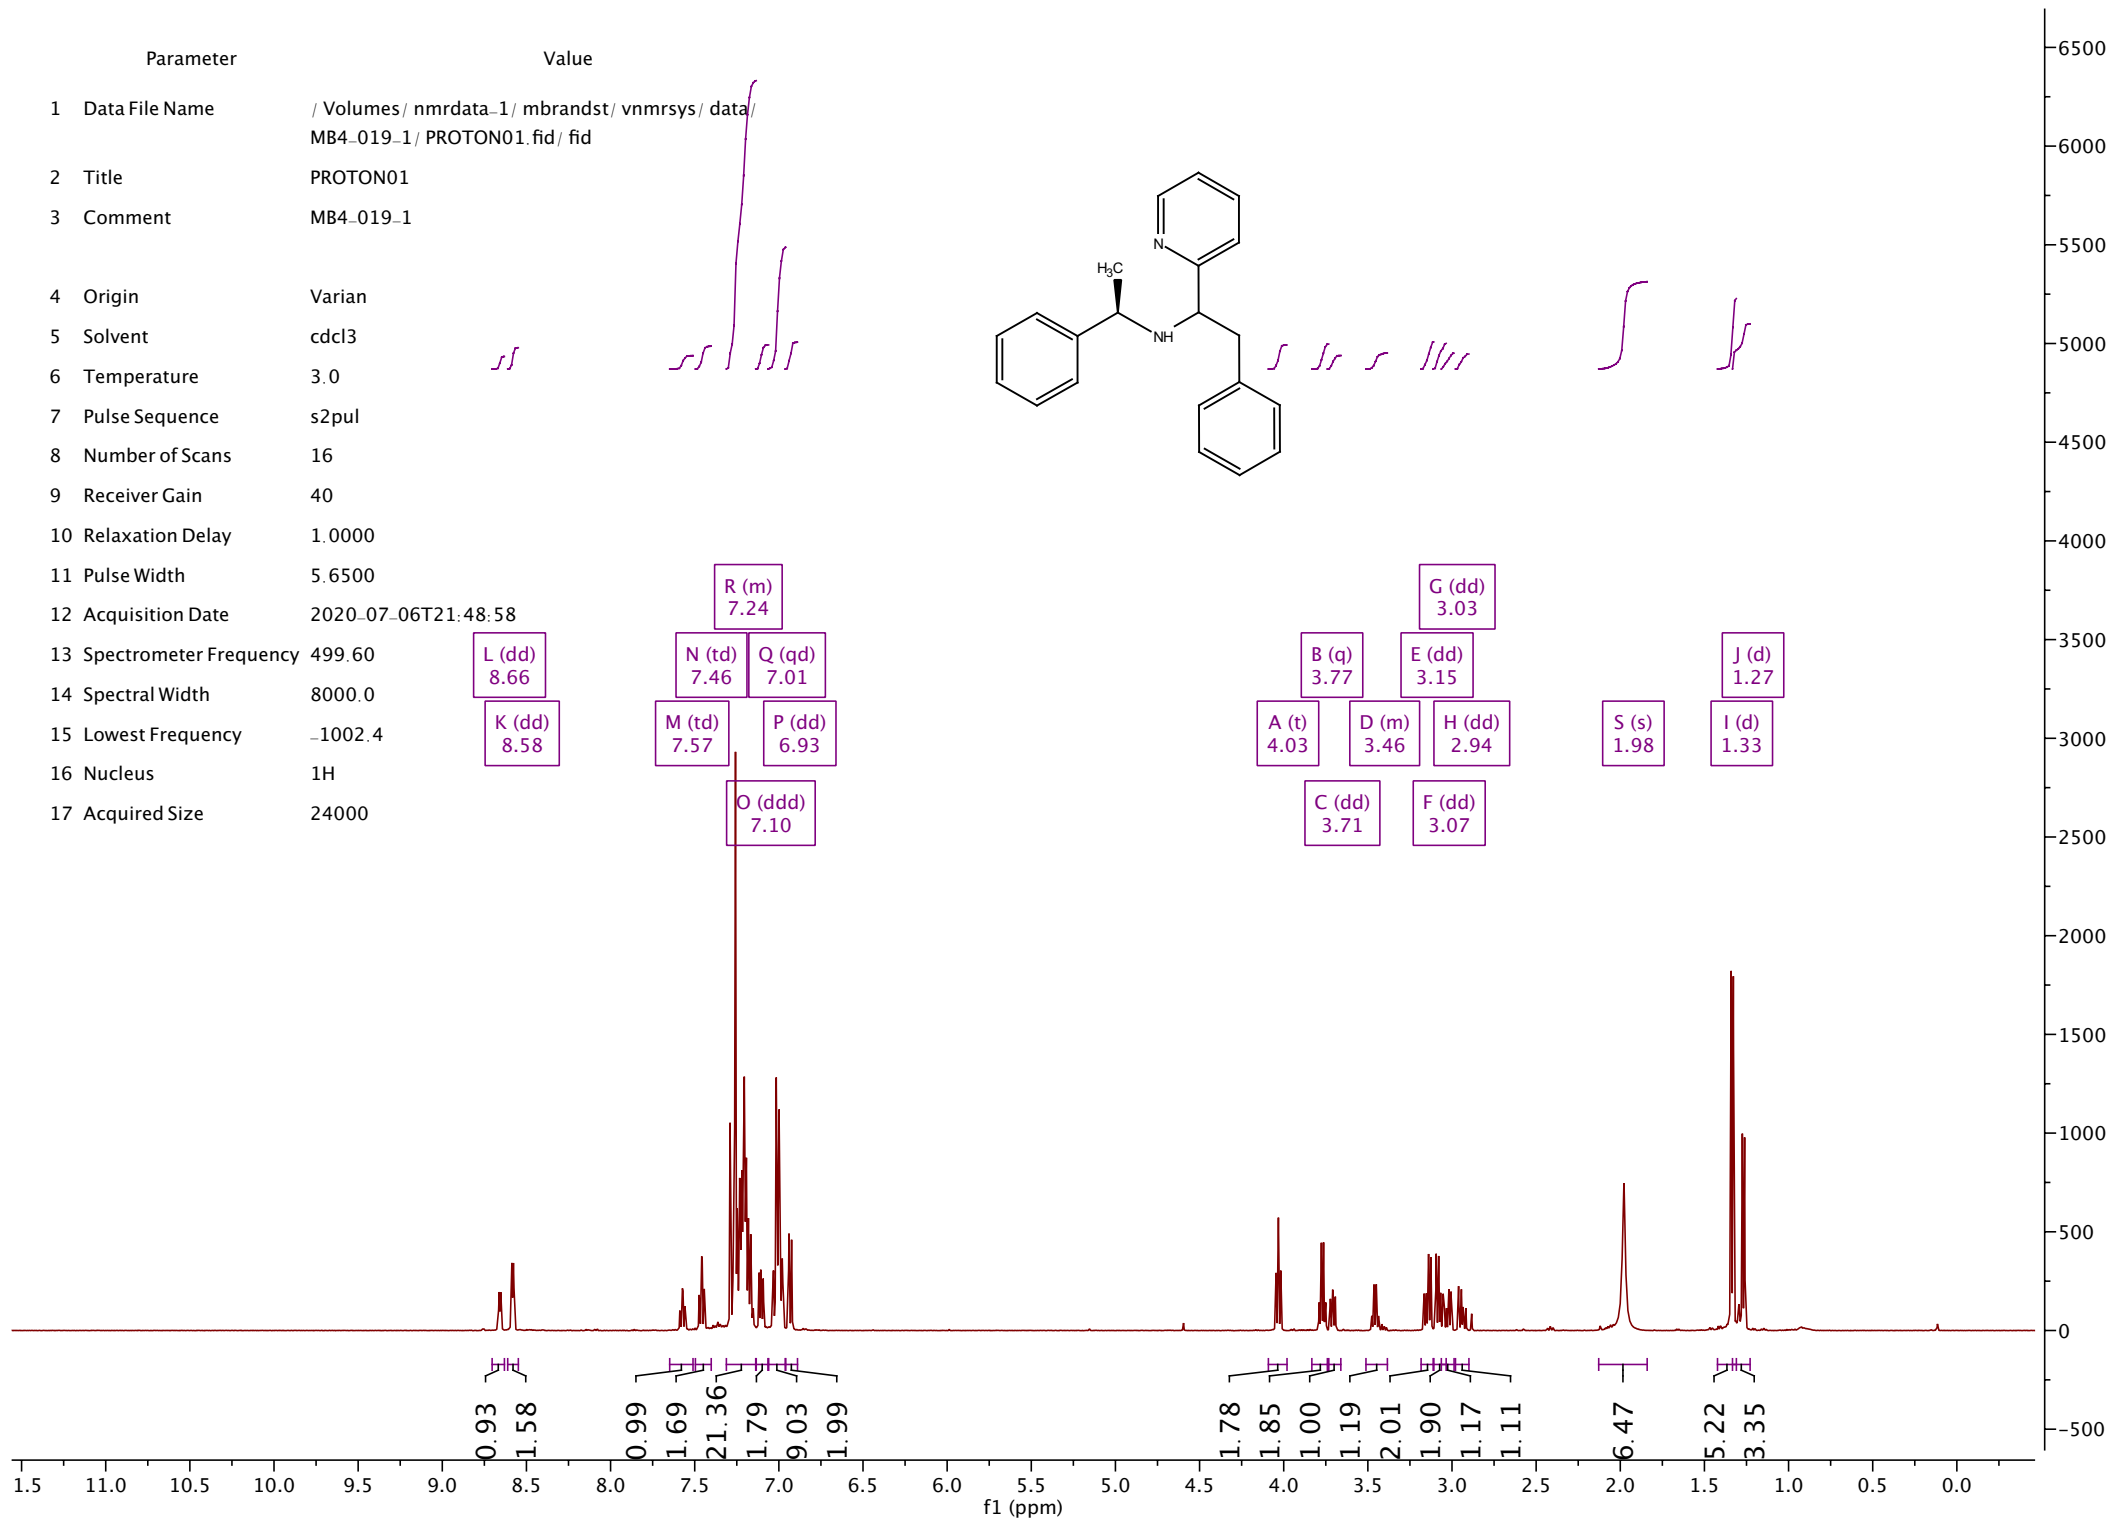 Parameter Value
1 Data File Name / Volumes/ nmrdata_1/ mbrandst/ vnmrsys/ data/
MB4_019_1/ PROTON01.fid/ fid
2 Title PROTON01
3 Comment MB4_019_1
4 Origin Varian
5 Solvent cdcl3
6 Temperature 3.0
7 Pulse Sequence s2pul
8 Number of Scans 16
9 Receiver Gain 40
10 Relaxation Delay 1.0000
11 Pulse Width 5.6500
12 Acquisition Date 2020_07_06T21:48:58
13 Spectrometer Frequency 499.60
14 Spectral Width 8000.0
15 Lowest Frequency _1002.4
16 Nucleus 1H
17 Acquired Size 24000
N
H3C
NH
R (m)
7.24
G (dd)
3.03
L (dd)
8.66
N (td)
7.46
Q (qd)
7.01
B (q)
3.77
E (dd)
3.15
J (d)
1.27
K (dd)
8.58
M (td)
7.57
P (dd)
6.93
A (t)
4.03
D (m)
3.46
H (dd)
2.94
S (s)
1.98
I (d)
1.33
O (ddd)
7.10
C (dd)
3.71
F (dd)
3.07
6500
6000
5500
5000
4500
4000
3500
3000
2500
2000
1500
1000
500
0
-500
0.93
1.58
0.99
1.69
21.36
1.79
9.03
1.99
1.78
1.85
1.00
1.19
2.01
1.90
1.17
1.11
6.47
5.22
3.35
1.5 11.0 10.5 10.0 9.5 9.0 8.5 8.0 7.5 7.0 6.5 6.0 5.5 5.0 4.5 4.0 3.5 3.0 2.5 2.0 1.5 1.0 0.5 0.0
f1 (ppm)